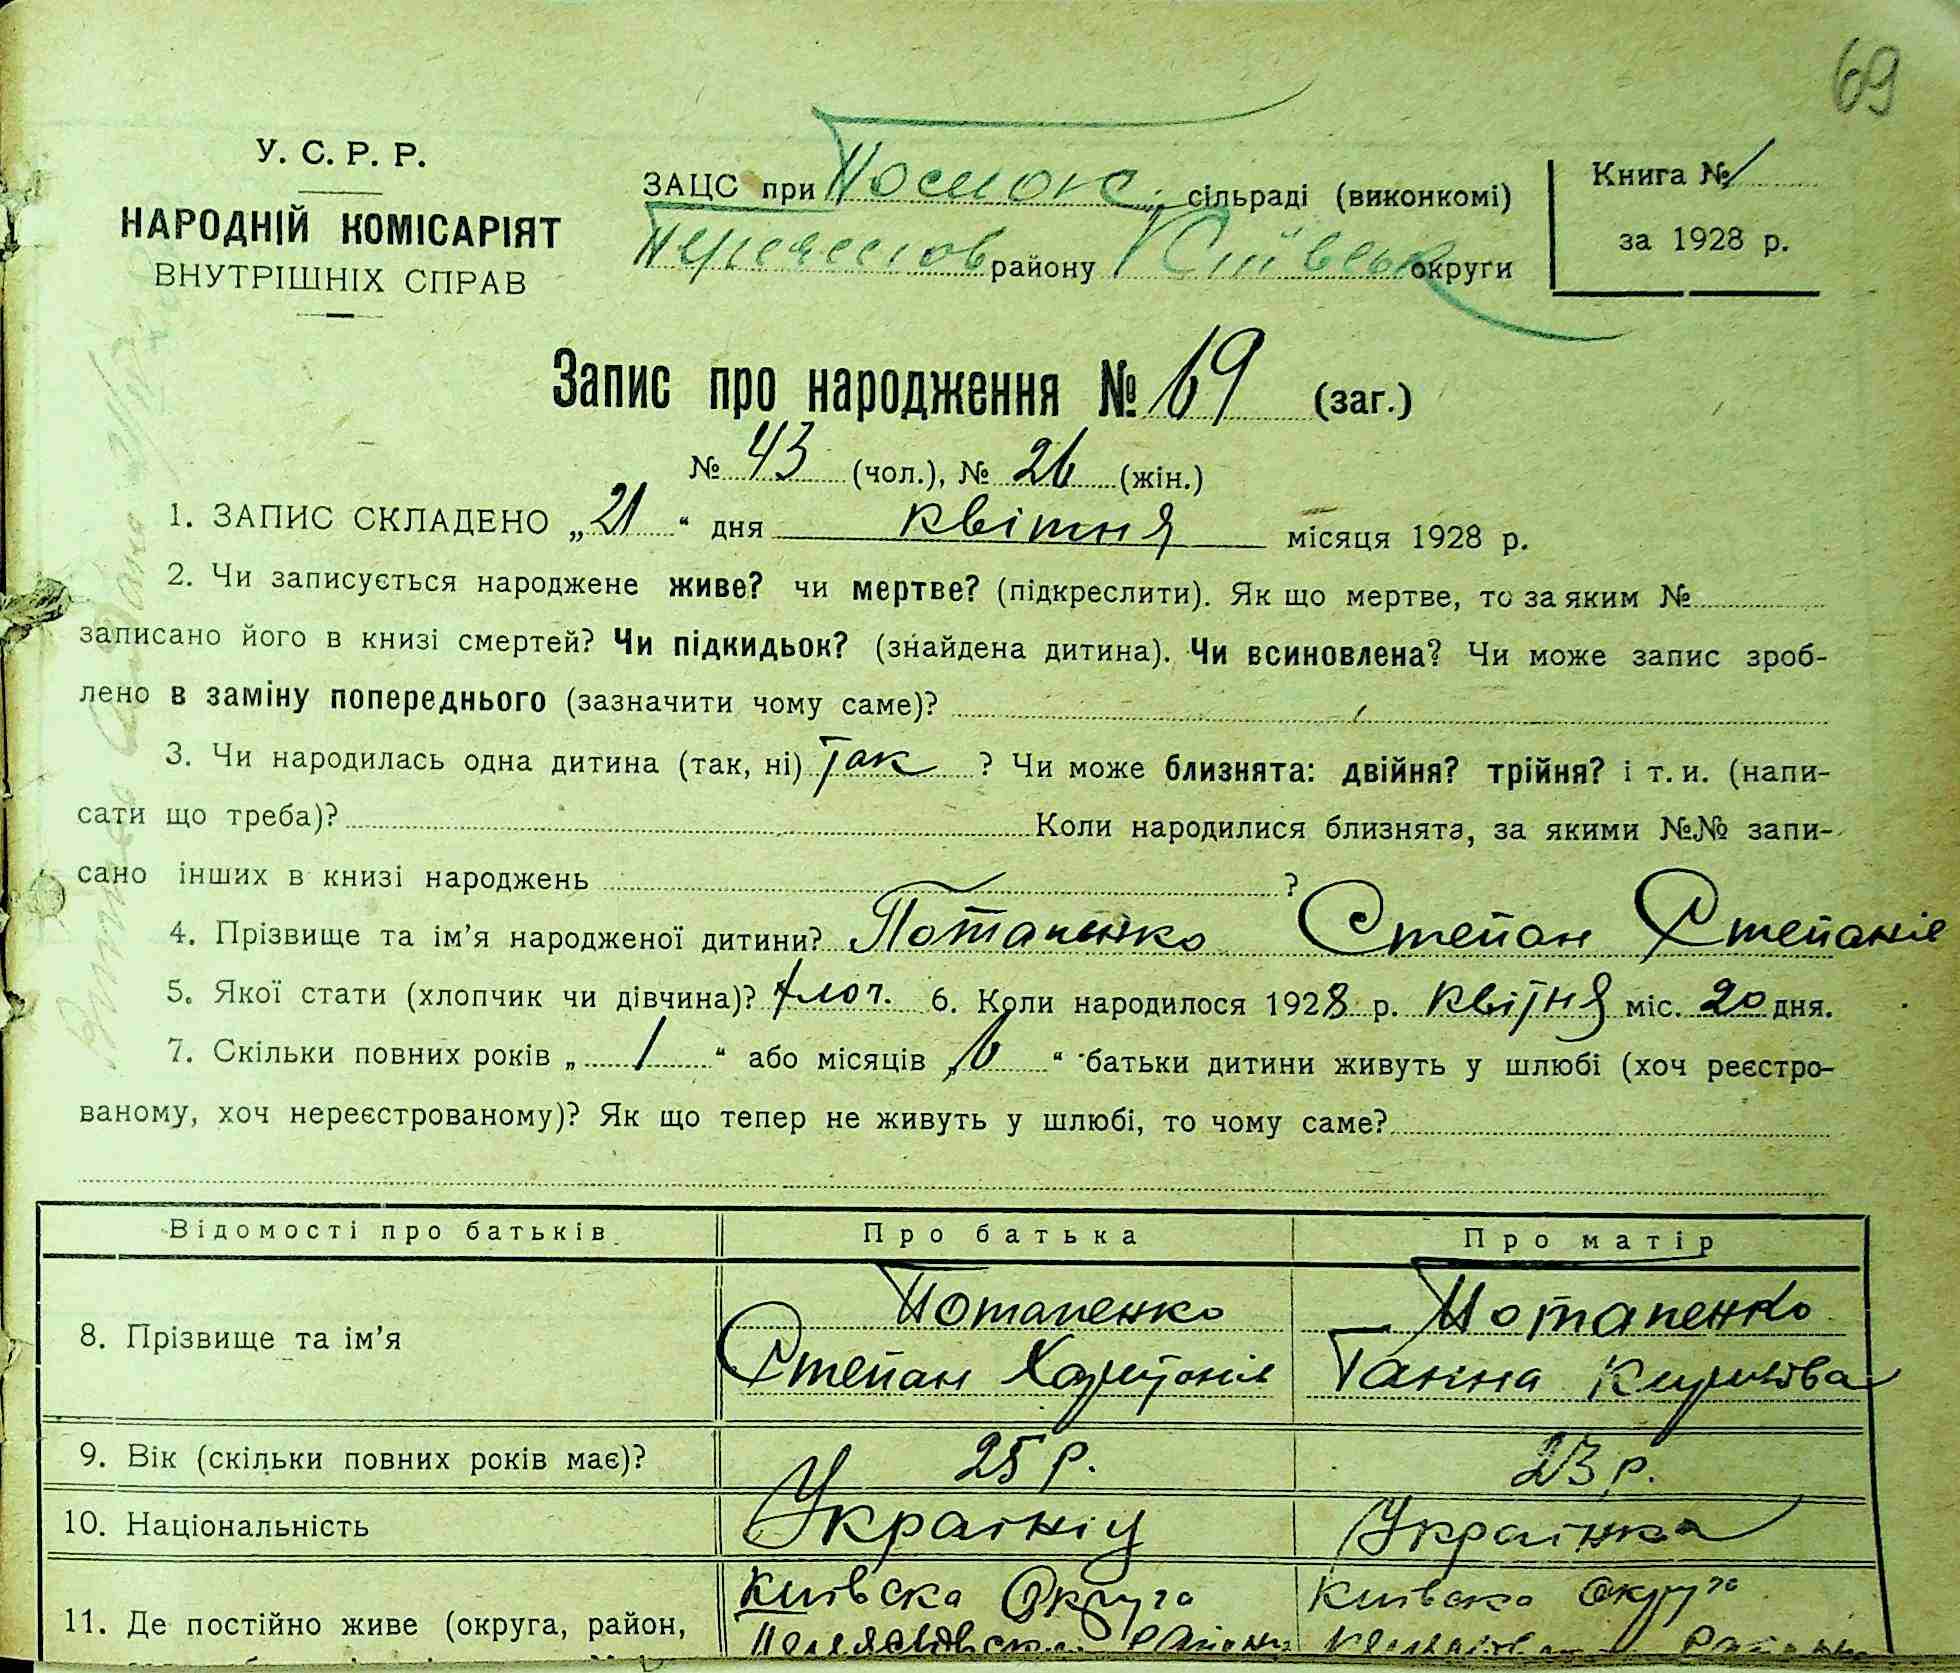 69
У. С. Р. Р.
НАРОДНІЙ КОМІСАРІЯТ
ВНУТРІШНІХ СПРАВ
ЗАЦС при сільраді (виконкомі)
Переяслов району Київськ округи
Книга № 1
за 1928 р.
Запис про народження № 69 (заг.)
№ 43 (чол.), № 26 (жін.)
1. ЗАПИС СКЛАДЕНО „21“ дня квітня місяця 1928 р.
2. Чи записується народжене живе? чи мертве? (підкреслити). Як що мертве, то за яким №
записано його в книзі смертей? Чи підкидьок? (знайдена дитина). Чи всиновлена? Чи може запис зроб-
лено в заміну попереднього (зазначити чому саме)?
3. Чи народилась одна дитина (так, ні) Так ? Чи може близнята: двійня? трійня? і т. и. (напи-
сати що треба)? Коли народилися близнята, за якими №№ запи-
сано інших в книзі народжень ?
4. Прізвище та ім'я народженої дитини? Потапенко Степан Степанів
5. Якої стати (хлопчик чи дівчина)? хлоч. 6. Коли народилося 1928 р. квітня міс. 20 дня.
7. Скільки повних років „1“ або місяців „6“ батьки дитини живуть у шлюбі (хоч реєстро-
ваному, хоч нереєстрованому)? Як що тепер не живуть у шлюбі, то чому саме?
Відомості про батьків Про батька Про матір
8. Прізвище та ім'я
Потапенко
Степан Харитонів
Потапенко
Ганна Кирилова
9. Вік (скільки повних років має)? 25 р. 23 р.
10. Національність Українц Українка
11. Де постійно живе (округа, район,
Київска Округа
Київска Округа